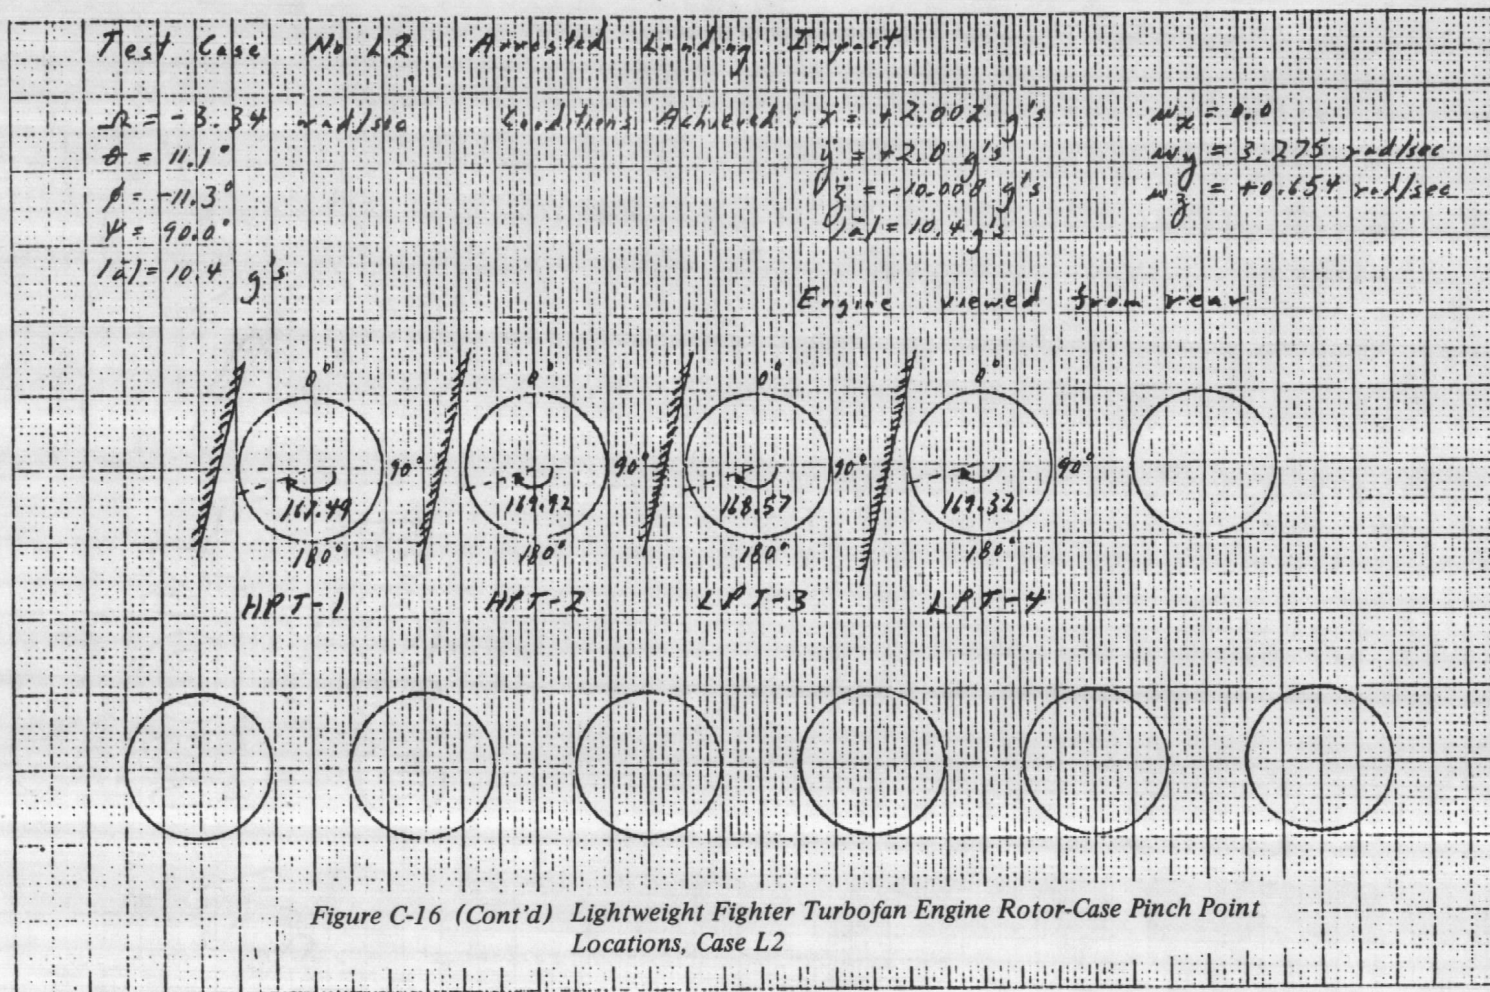 Test Case No L2 Arrested Landing Impact
Ω = -3.34 rad/sec Conditions Achieved: ẍ = +2.002 g's ωx = 0.0
θ = 11.1° ÿ = +2.0 g's ωy = 3.275 rad/sec
φ = -11.3° z̈ = -10.008 g's ωz = +0.654 rad/sec
Ψ = 90.0° |ā| = 10.4 g's
|ā| = 10.4 g's
Engine viewed from rear
0° 0° 0° 0°
90° 90° 90° 90°
167.49 169.92 168.57 169.32
180° 180° 180° 180°
HPT-1 HPT-2 LPT-3 LPT-4
Figure C-16 (Cont'd) Lightweight Fighter Turbofan Engine Rotor-Case Pinch Point
Locations, Case L2